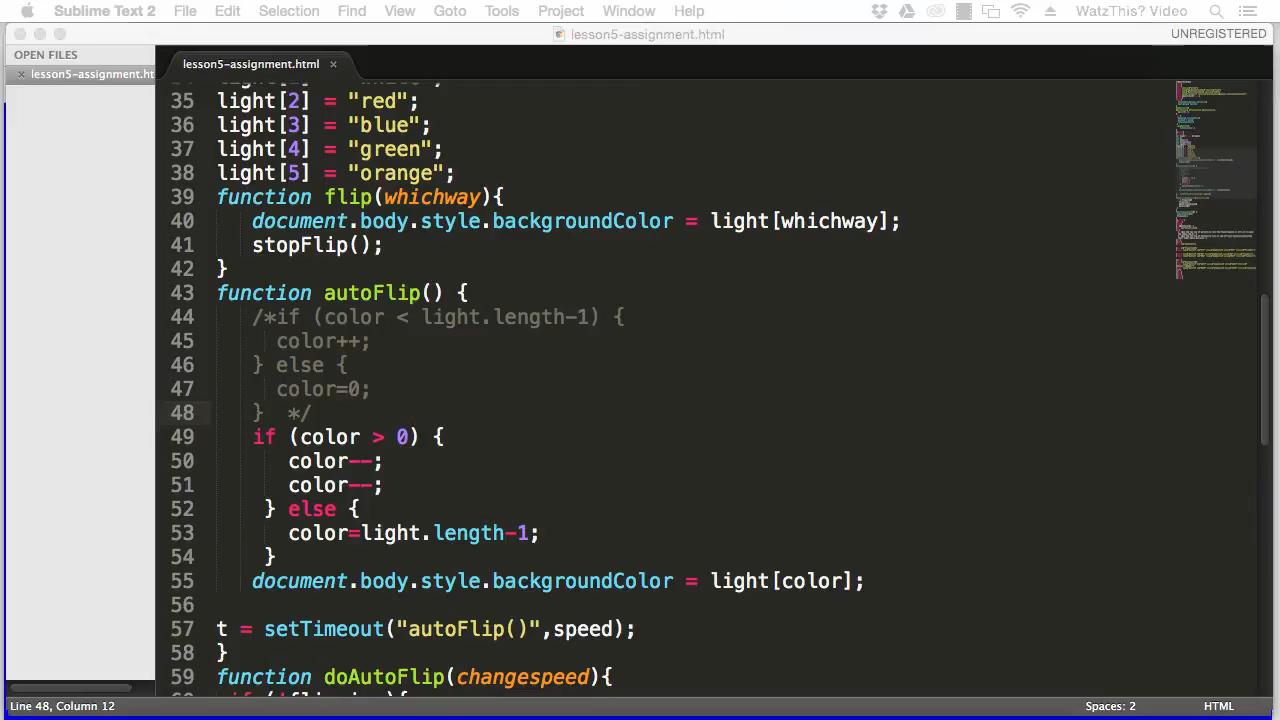 Sublime Text 2 File Edit Selection Find View Goto Tools Project Window Help WatzThis? Video
lesson5-assignment.html UNREGISTERED
OPEN FILES
lesson5-assignment.ht
lesson5-assignment.html ×
35 light[2] = "red";
36 light[3] = "blue";
37 light[4] = "green";
38 light[5] = "orange";
39 function flip(whichway){
40 document.body.style.backgroundColor = light[whichway];
41 stopFlip();
42 }
43 function autoFlip() {
44 /*if (color < light.length-1) {
45 color++;
46 } else {
47 color=0;
48 } */
49 if (color > 0) {
50 color--;
51 color--;
52 } else {
53 color=light.length-1;
54 }
55 document.body.style.backgroundColor = light[color];
56
57 t = setTimeout("autoFlip()",speed);
58 }
59 function doAutoFlip(changespeed){
Line 48, Column 12 Spaces: 2 HTML